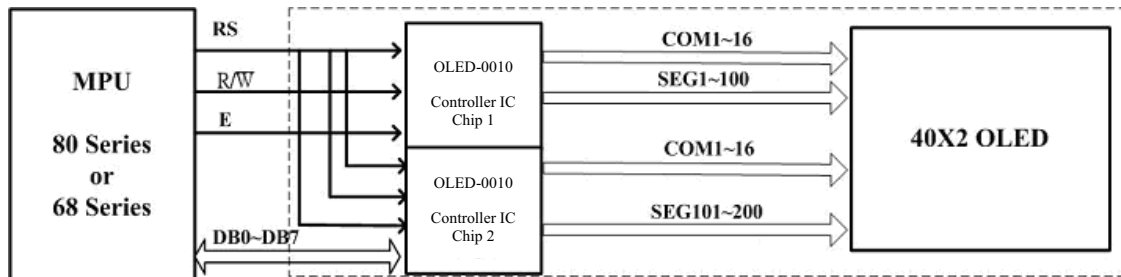 MPU
80 Series
or
68 Series
RS
R/W̅
E
DB0~DB7
OLED-0010
Controller IC
Chip 1
OLED-0010
Controller IC
Chip 2
COM1~16
SEG1~100
COM1~16
SEG101~200
40X2 OLED